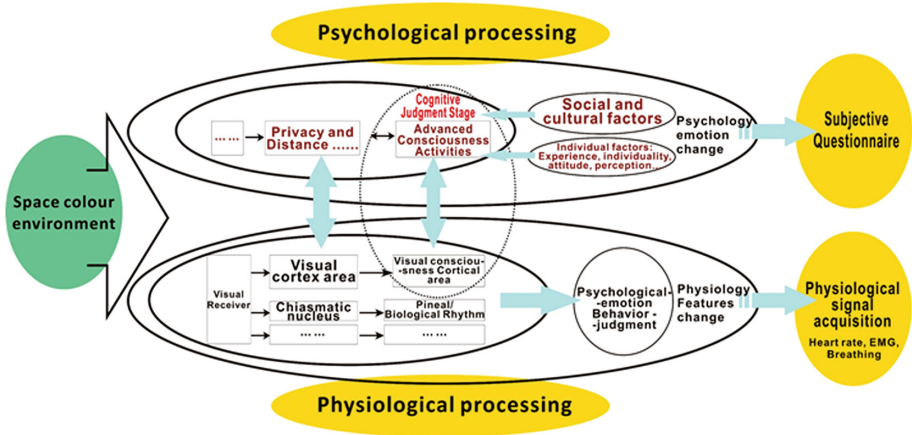 Psychological processing
Cognitive
Judgment Stage
Social and
cultural factors
Psychology
emotion
change
Subjective
Questionnaire
... ...
Privacy and
Distance ......
Advanced
Consciousness
Activities
Individual factors:
Experience, individuality,
attitude, perception...
Space colour
environment
Visual
Receiver
Visual
cortex area
Visual consciou-
-sness Cortical
area
Chiasmatic
nucleus
Pineal/
Biological Rhythm
... ...
... ...
Psychological-
-emotion
Behavior -
-judgment
Physiology
Features
change
Physiological
signal
acquisition
Heart rate, EMG,
Breathing
Physiological processing